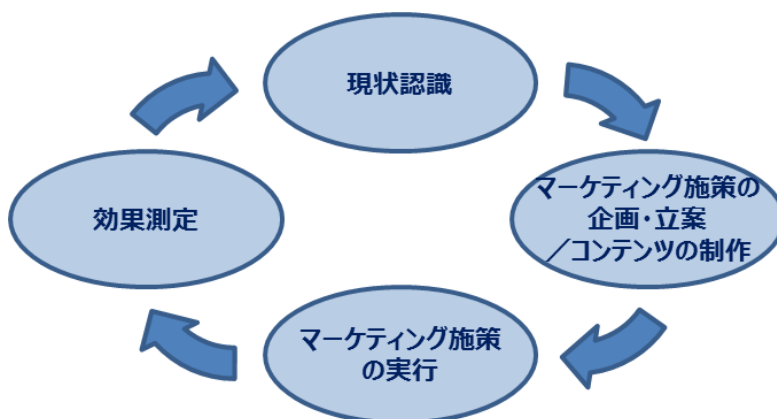 現状認識
マーケティング施策の
企画・立案
／コンテンツの制作
マーケティング施策
の実行
効果測定